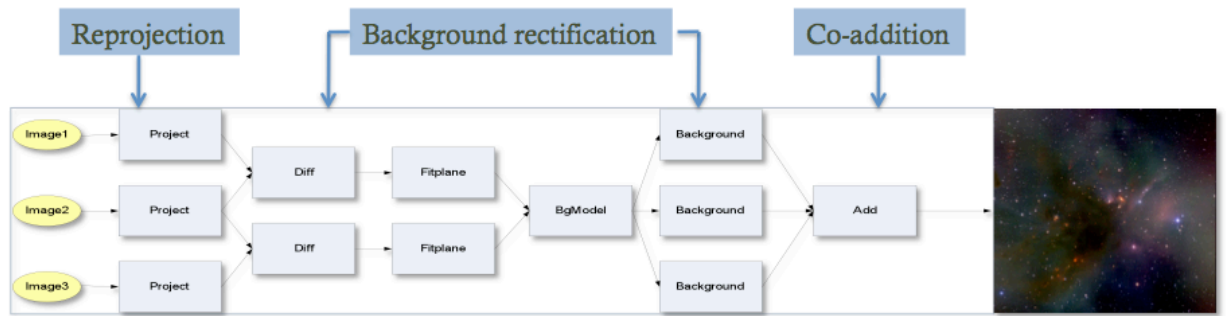 Reprojection
Background rectification
Co-addition
Image1
Project
Background
Diff
Fitplane
Image2
Project
BgModel
Background
Add
Diff
Fitplane
Image3
Project
Background